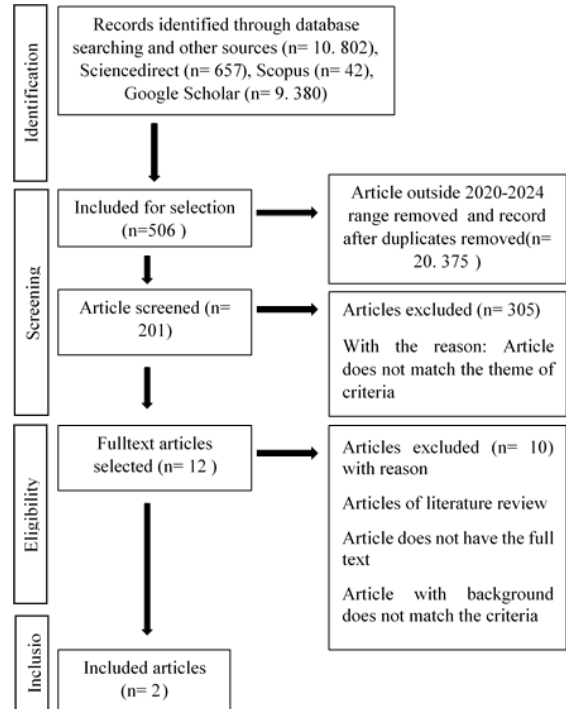 Identification
Records identified through database
searching and other sources (n= 10. 802),
Sciencedirect (n= 657), Scopus (n= 42),
Google Scholar (n= 9. 380)
Screening
Included for selection
(n=506 )
Article outside 2020-2024
range removed and record
after duplicates removed(n=
20. 375 )
Article screened (n=
201)
Articles excluded (n= 305)
With the reason: Article
does not match the theme of
criteria
Eligibility
Fulltext articles
selected (n= 12 )
Articles excluded (n= 10)
with reason
Articles of literature review
Article does not have the full
text
Article with background
does not match the criteria
Inclusio
Included articles
(n= 2)